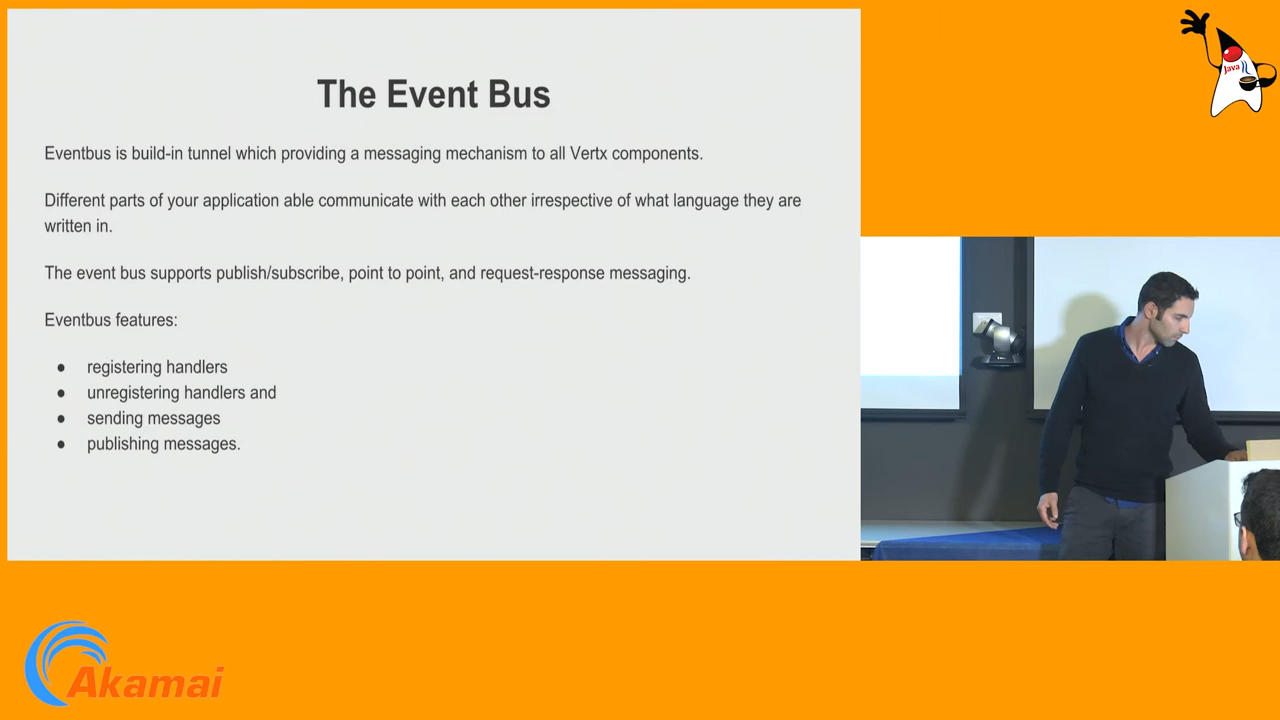 The Event Bus
Eventbus is build-in tunnel which providing a messaging mechanism to all Vertx components.
Different parts of your application able communicate with each other irrespective of what language they are
written in.
The event bus supports publish/subscribe, point to point, and request-response messaging.
Eventbus features:
● registering handlers
● unregistering handlers and
● sending messages
● publishing messages.
Java
Akamai